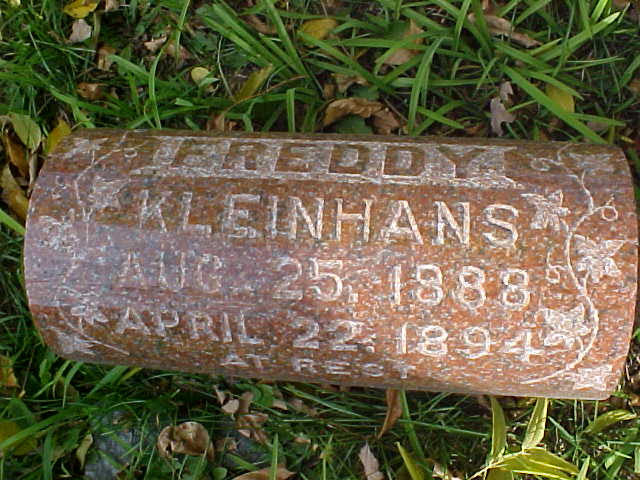 FREDDY
KLEINHANS
AUG. 25, 1888
APRIL 22, 1894
AT REST